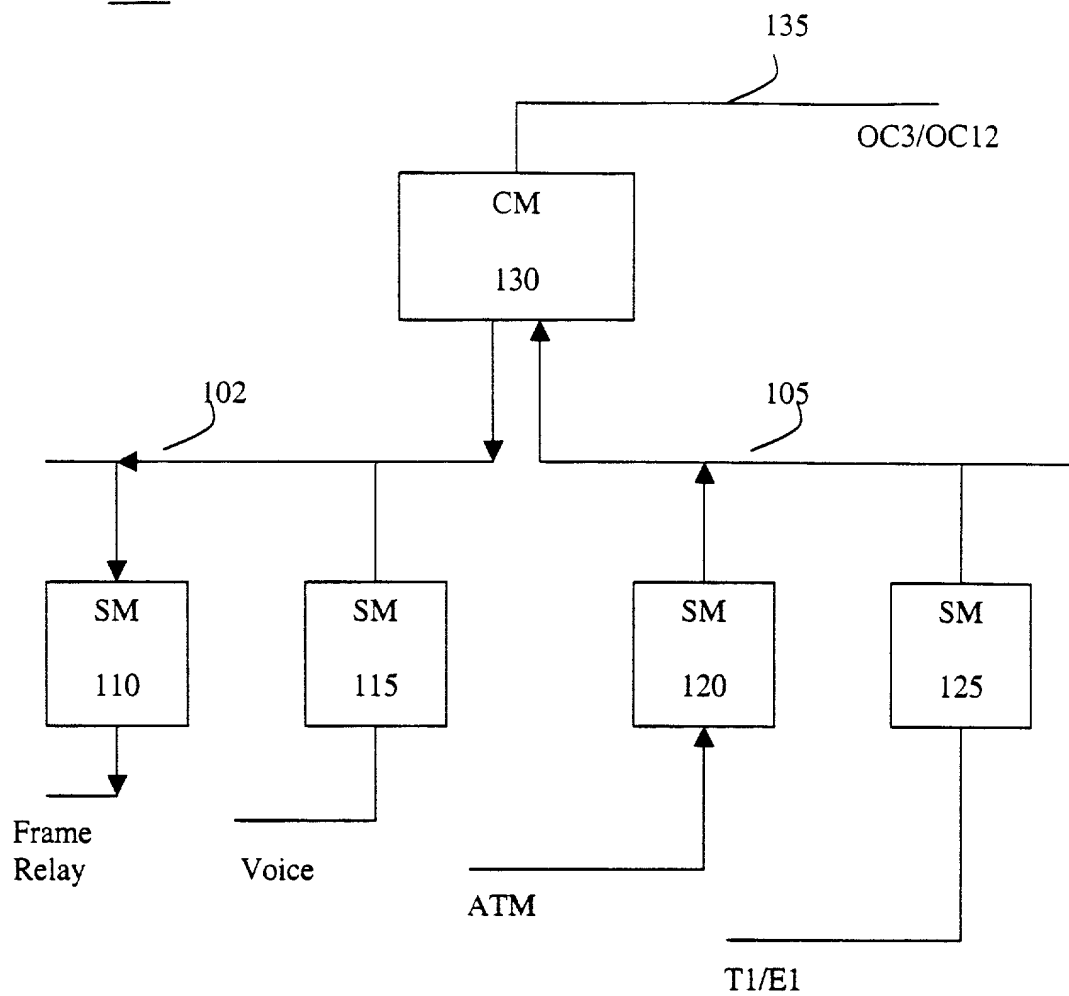 135
OC3/OC12
CM
130
102
105
SM
110
SM
115
SM
120
SM
125
Frame
Relay
Voice
ATM
T1/E1